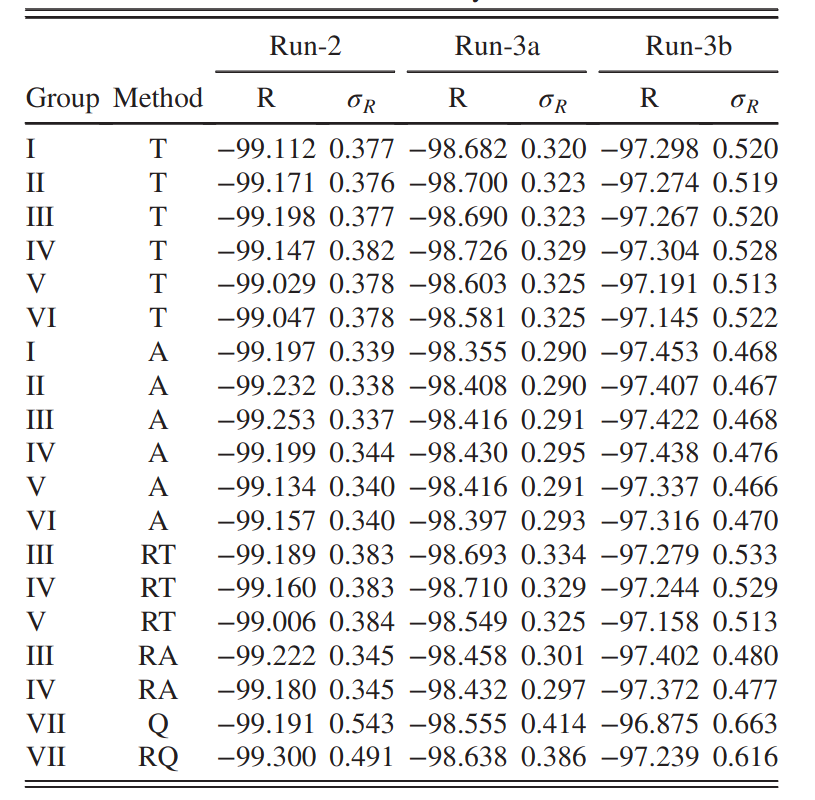 Run-2 Run-3a Run-3b
Group Method R σR R σR R σR
I T −99.112 0.377 −98.682 0.320 −97.298 0.520
II T −99.171 0.376 −98.700 0.323 −97.274 0.519
III T −99.198 0.377 −98.690 0.323 −97.267 0.520
IV T −99.147 0.382 −98.726 0.329 −97.304 0.528
V T −99.029 0.378 −98.603 0.325 −97.191 0.513
VI T −99.047 0.378 −98.581 0.325 −97.145 0.522
I A −99.197 0.339 −98.355 0.290 −97.453 0.468
II A −99.232 0.338 −98.408 0.290 −97.407 0.467
III A −99.253 0.337 −98.416 0.291 −97.422 0.468
IV A −99.199 0.344 −98.430 0.295 −97.438 0.476
V A −99.134 0.340 −98.416 0.291 −97.337 0.466
VI A −99.157 0.340 −98.397 0.293 −97.316 0.470
III RT −99.189 0.383 −98.693 0.334 −97.279 0.533
IV RT −99.160 0.383 −98.710 0.329 −97.244 0.529
V RT −99.006 0.384 −98.549 0.325 −97.158 0.513
III RA −99.222 0.345 −98.458 0.301 −97.402 0.480
IV RA −99.180 0.345 −98.432 0.297 −97.372 0.477
VII Q −99.191 0.543 −98.555 0.414 −96.875 0.663
VII RQ −99.300 0.491 −98.638 0.386 −97.239 0.616